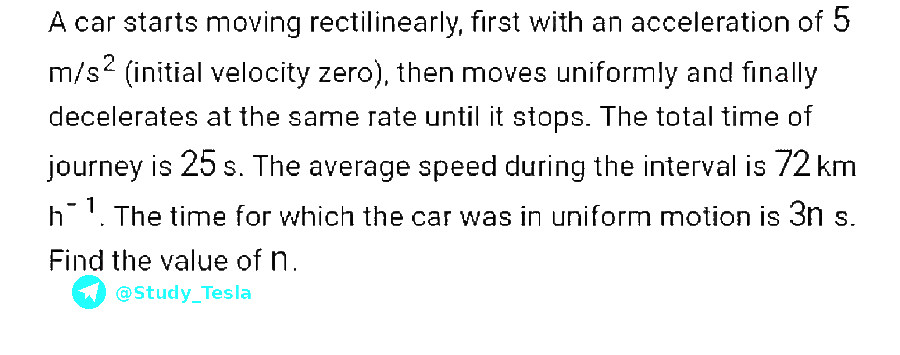 A car starts moving rectilinearly, first with an acceleration of 5
m/s² (initial velocity zero), then moves uniformly and finally
decelerates at the same rate until it stops. The total time of
journey is 25 s. The average speed during the interval is 72 km
h⁻¹. The time for which the car was in uniform motion is 3n s.
Find the value of n.
@Study_Tesla